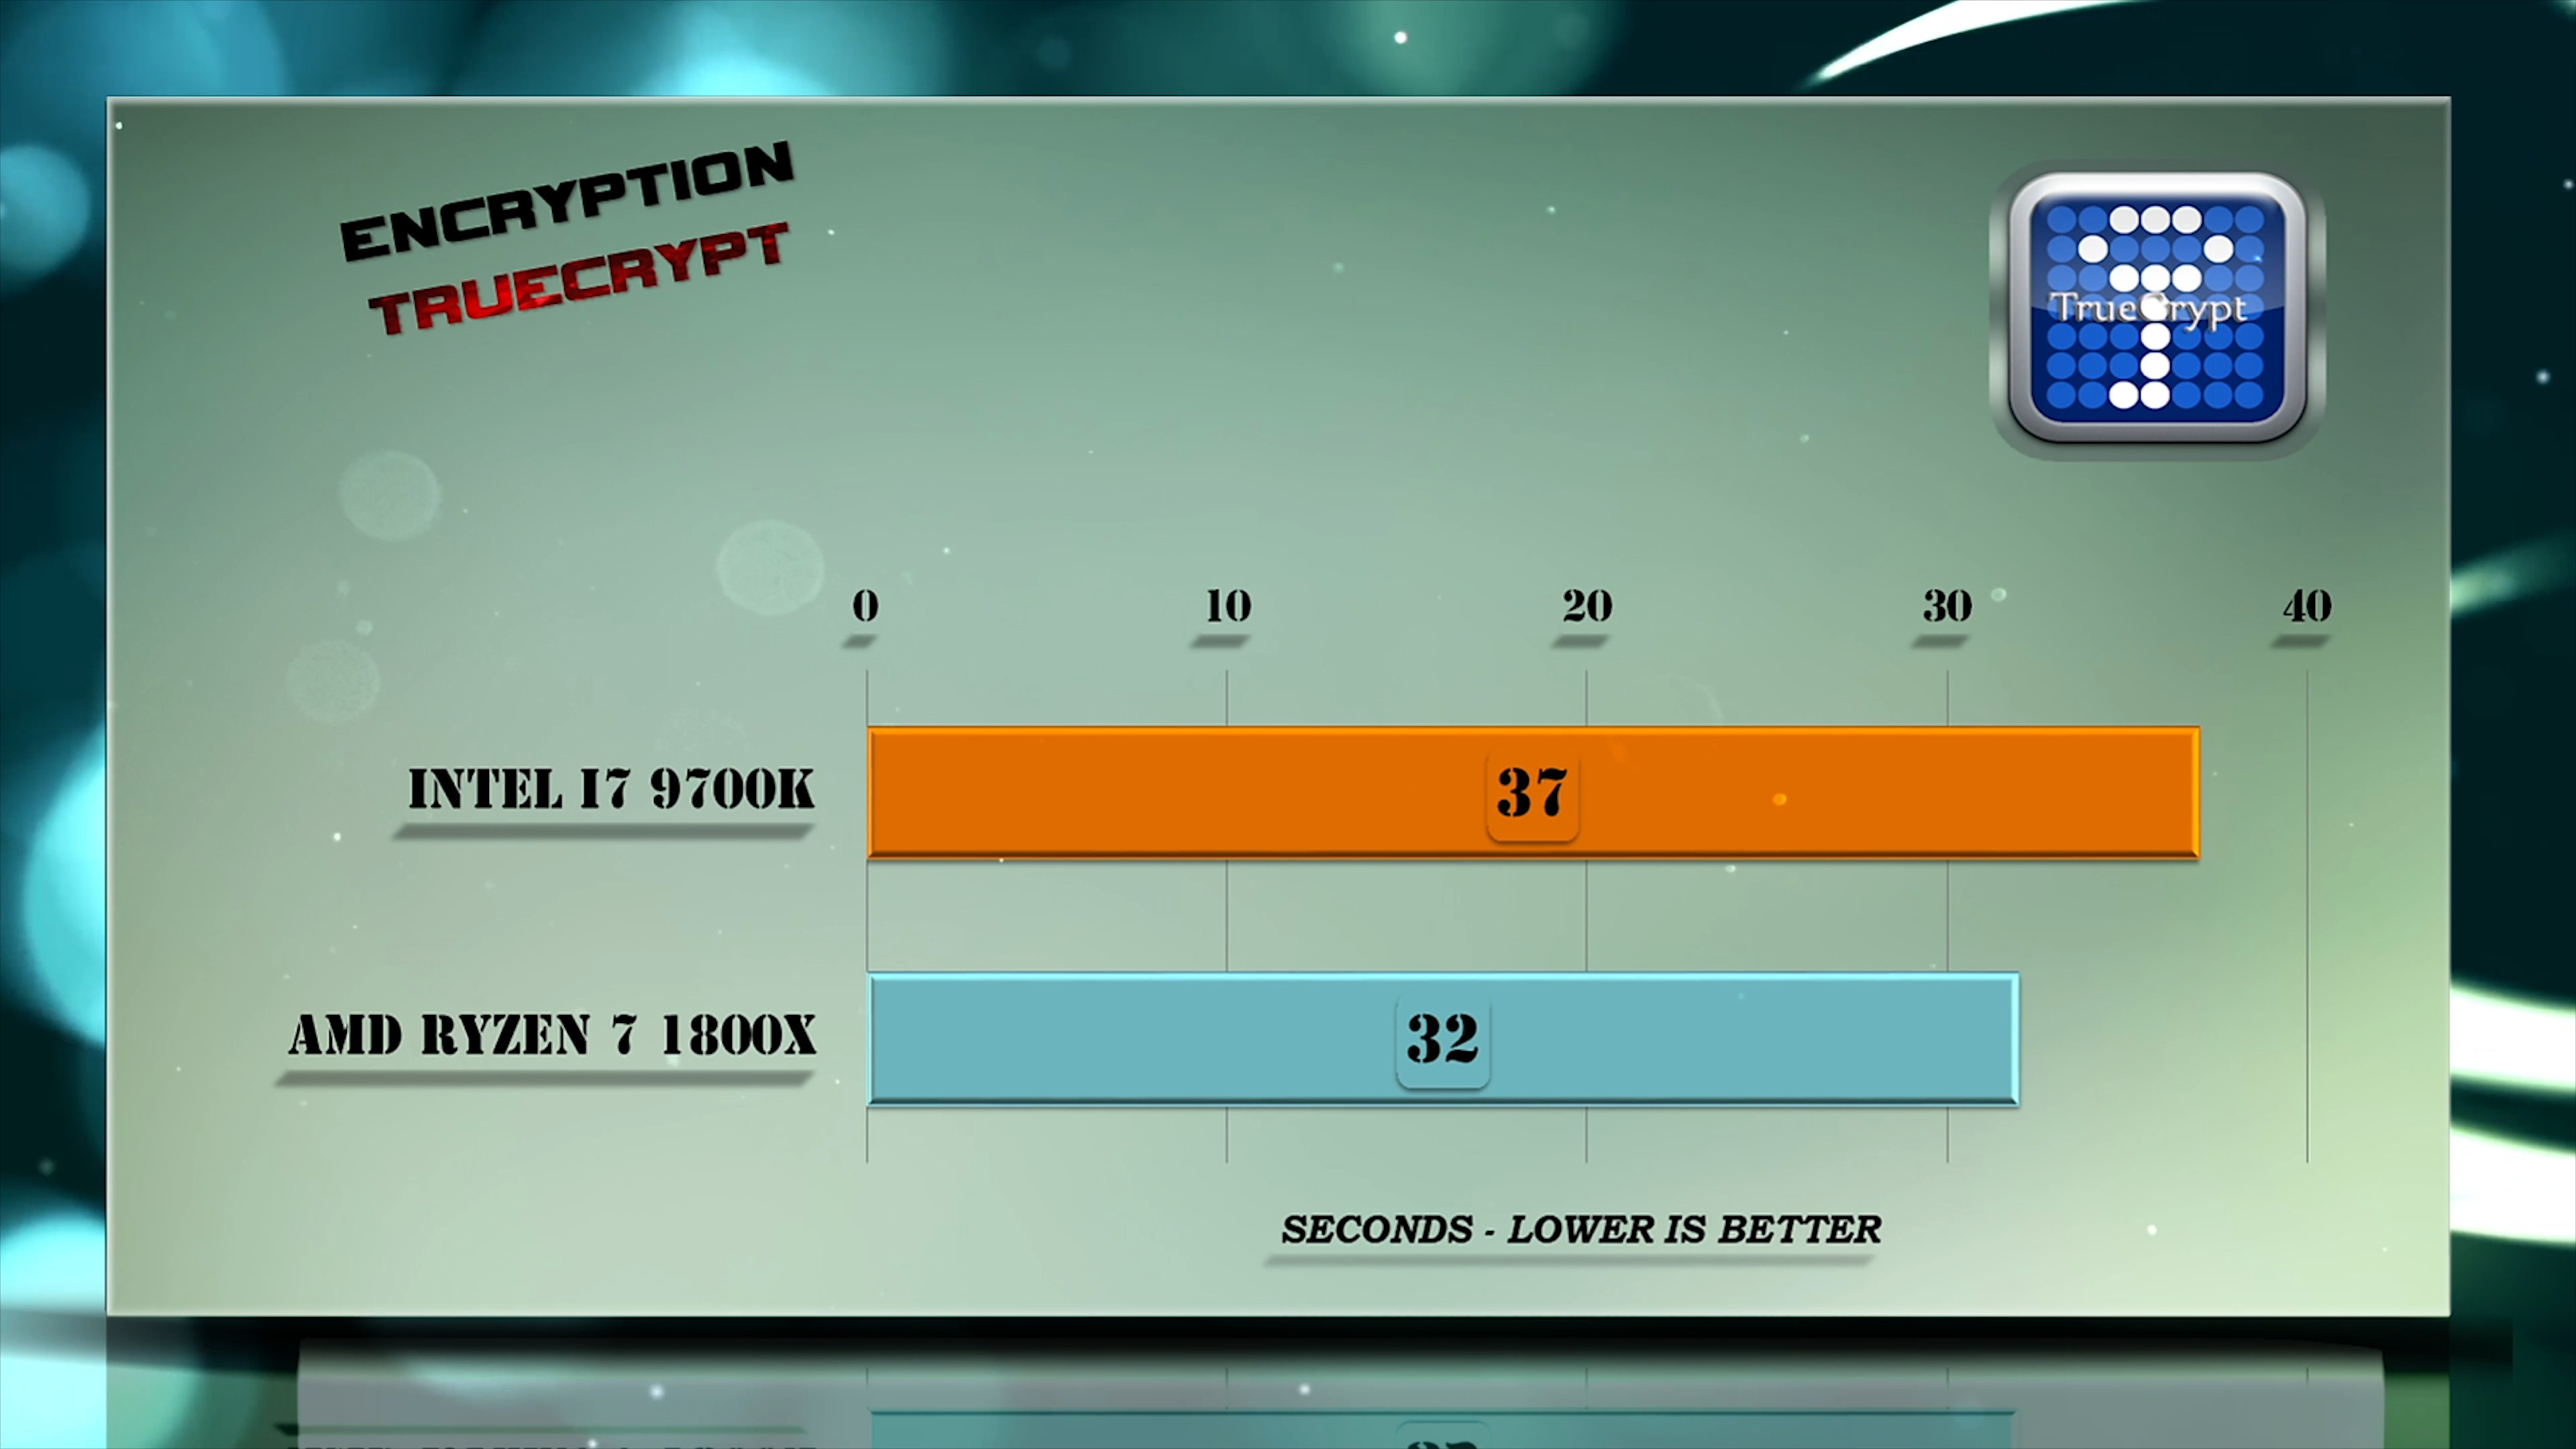 ENCRYPTION
TRUECRYPT
TrueCrypt
0 10 20 30 40
INTEL I7 9700K 37
AMD RYZEN 7 1800X 32
SECONDS - LOWER IS BETTER